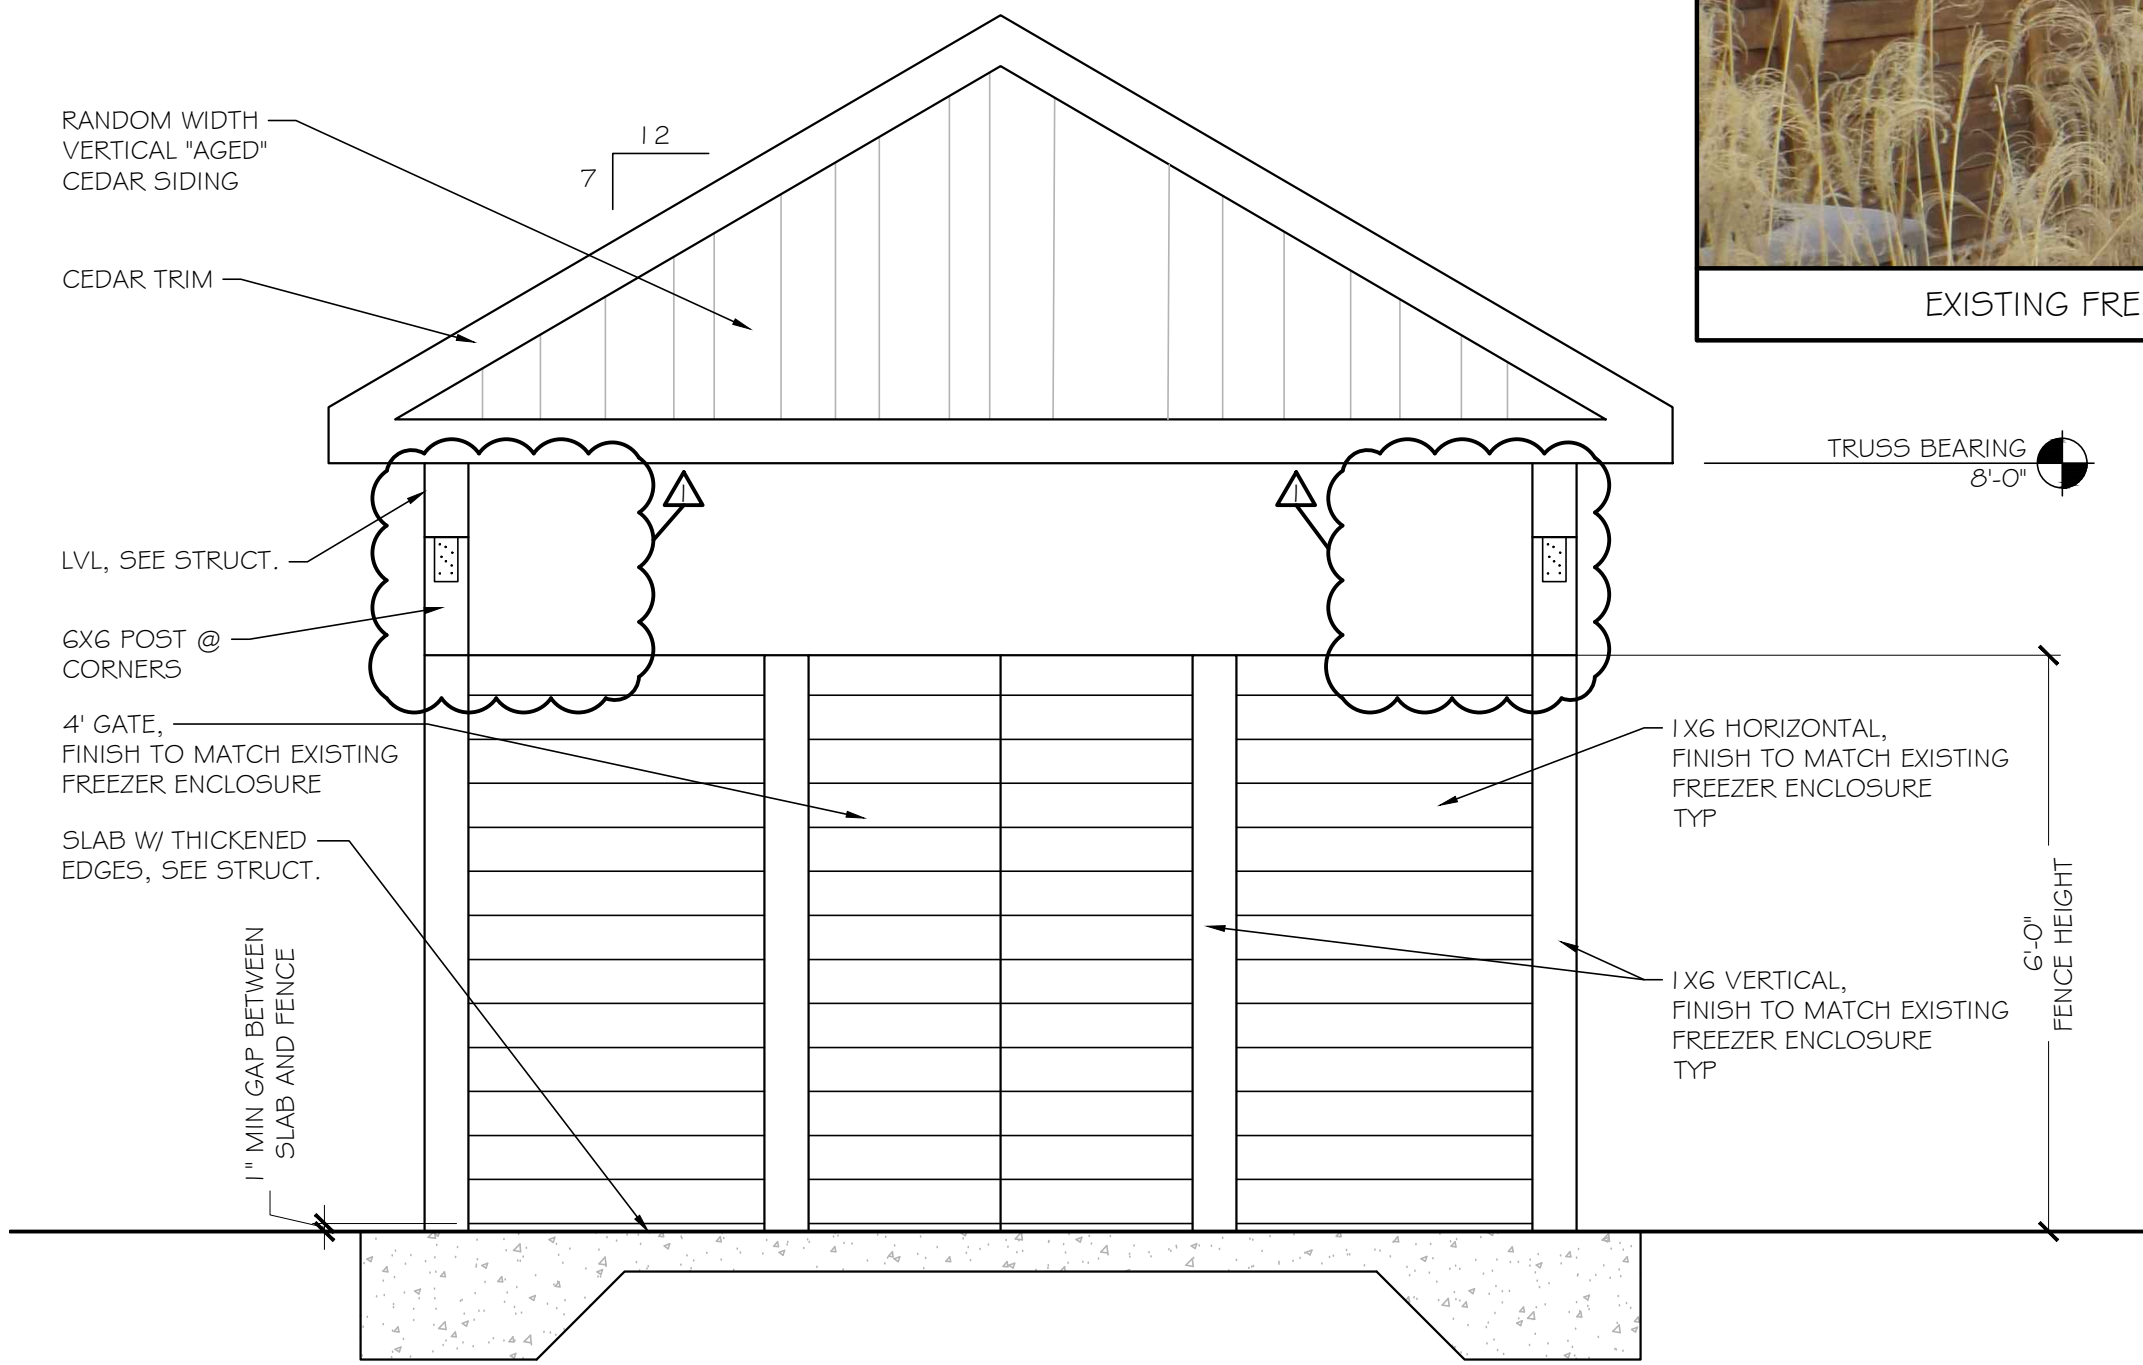 RANDOM WIDTH
VERTICAL "AGED"
CEDAR SIDING
12
7
CEDAR TRIM
EXISTING FRE
TRUSS BEARING
8'-0"
1
1
LVL, SEE STRUCT.
6X6 POST @
CORNERS
4' GATE,
FINISH TO MATCH EXISTING
FREEZER ENCLOSURE
1X6 HORIZONTAL,
FINISH TO MATCH EXISTING
FREEZER ENCLOSURE
TYP
SLAB W/ THICKENED
EDGES, SEE STRUCT.
6'-0"
FENCE HEIGHT
1" MIN GAP BETWEEN
SLAB AND FENCE
1X6 VERTICAL,
FINISH TO MATCH EXISTING
FREEZER ENCLOSURE
TYP